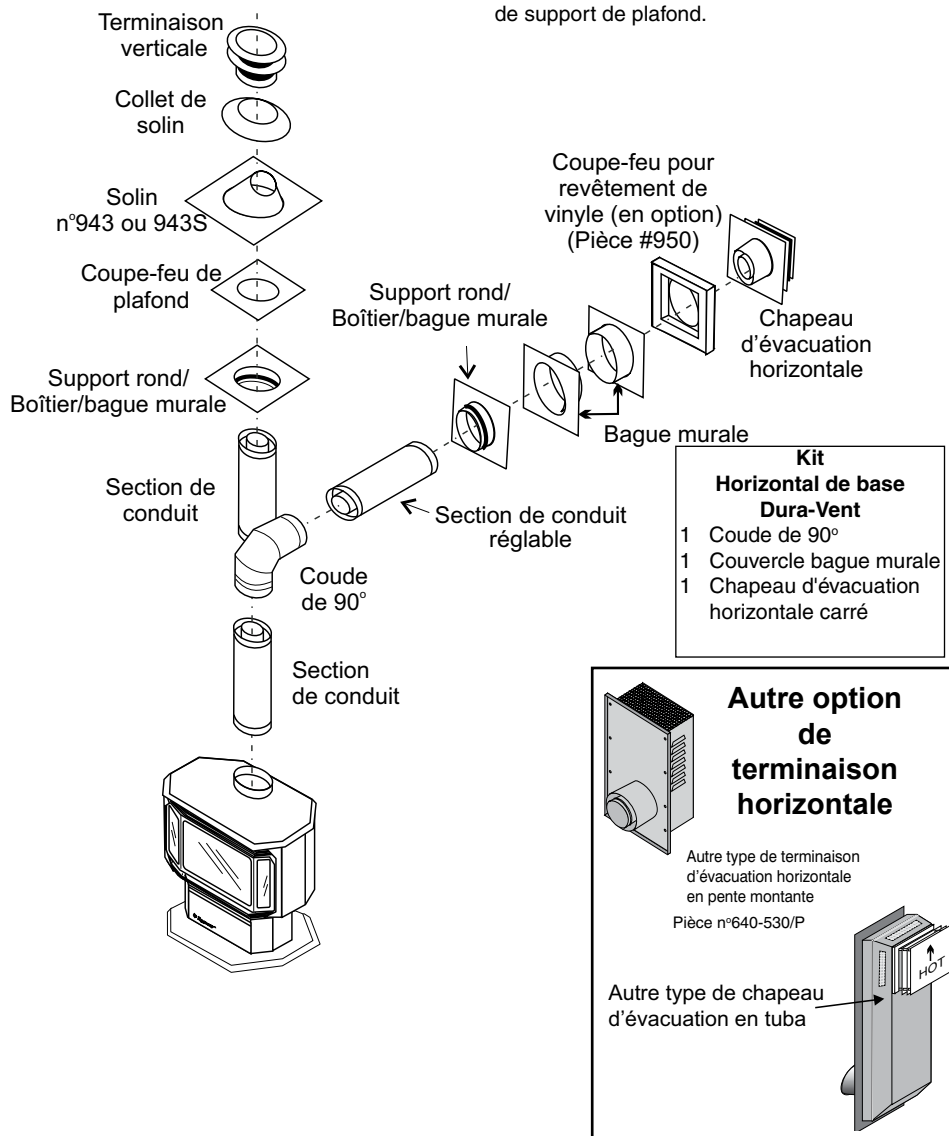 de support de plafond.
Terminaison
verticale
Collet de
solin
Solin
n°943 ou 943S
Coupe-feu de
plafond
Support rond/
Boîtier/bague murale
Section de
conduit
Coude
de 90°
Section
de conduit
Coupe-feu pour
revêtement de
vinyle (en option)
(Pièce #950)
Support rond/
Boîtier/bague murale
Chapeau
d'évacuation
horizontale
Bague murale
Section de conduit
réglable
Kit
Horizontal de base
Dura-Vent
1 Coude de 90°
1 Couvercle bague murale
1 Chapeau d'évacuation
horizontale carré
Autre option
de
terminaison
horizontale
Autre type de terminaison
d'évacuation horizontale
en pente montante
Pièce n°640-530/P
HOT
Autre type de chapeau
d'évacuation en tuba